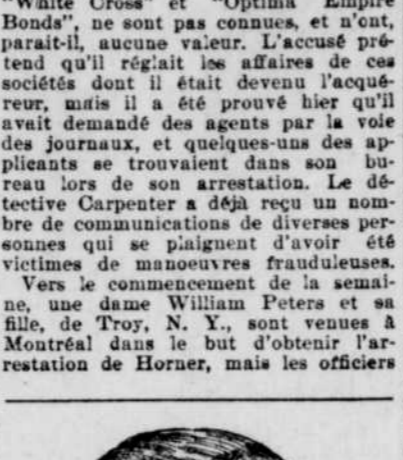 "White Cross" et "Optima Empire
Bonds", ne sont pas connues, et n'ont,
parait-il, aucune valeur. L'accusé pré-
tend qu'il réglait les affaires de ces
sociétés dont il était devenu l'acqué-
reur, mais il a été prouvé hier qu'il
avait demandé des agents par la voie
des journaux, et quelques-uns des ap-
plicants se trouvaient dans son bu-
reau lors de son arrestation. Le dé-
tective Carpenter a déjà reçu un nom-
bre de communications de diverses per-
sonnes qui se plaignent d'avoir été
victimes de manoeuvres frauduleuses.
Vers le commencement de la semai-
ne, une dame William Peters et sa
fille, de Troy, N. Y., sont venues à
Montréal dans le but d'obtenir l'ar-
restation de Horner, mais les officiers